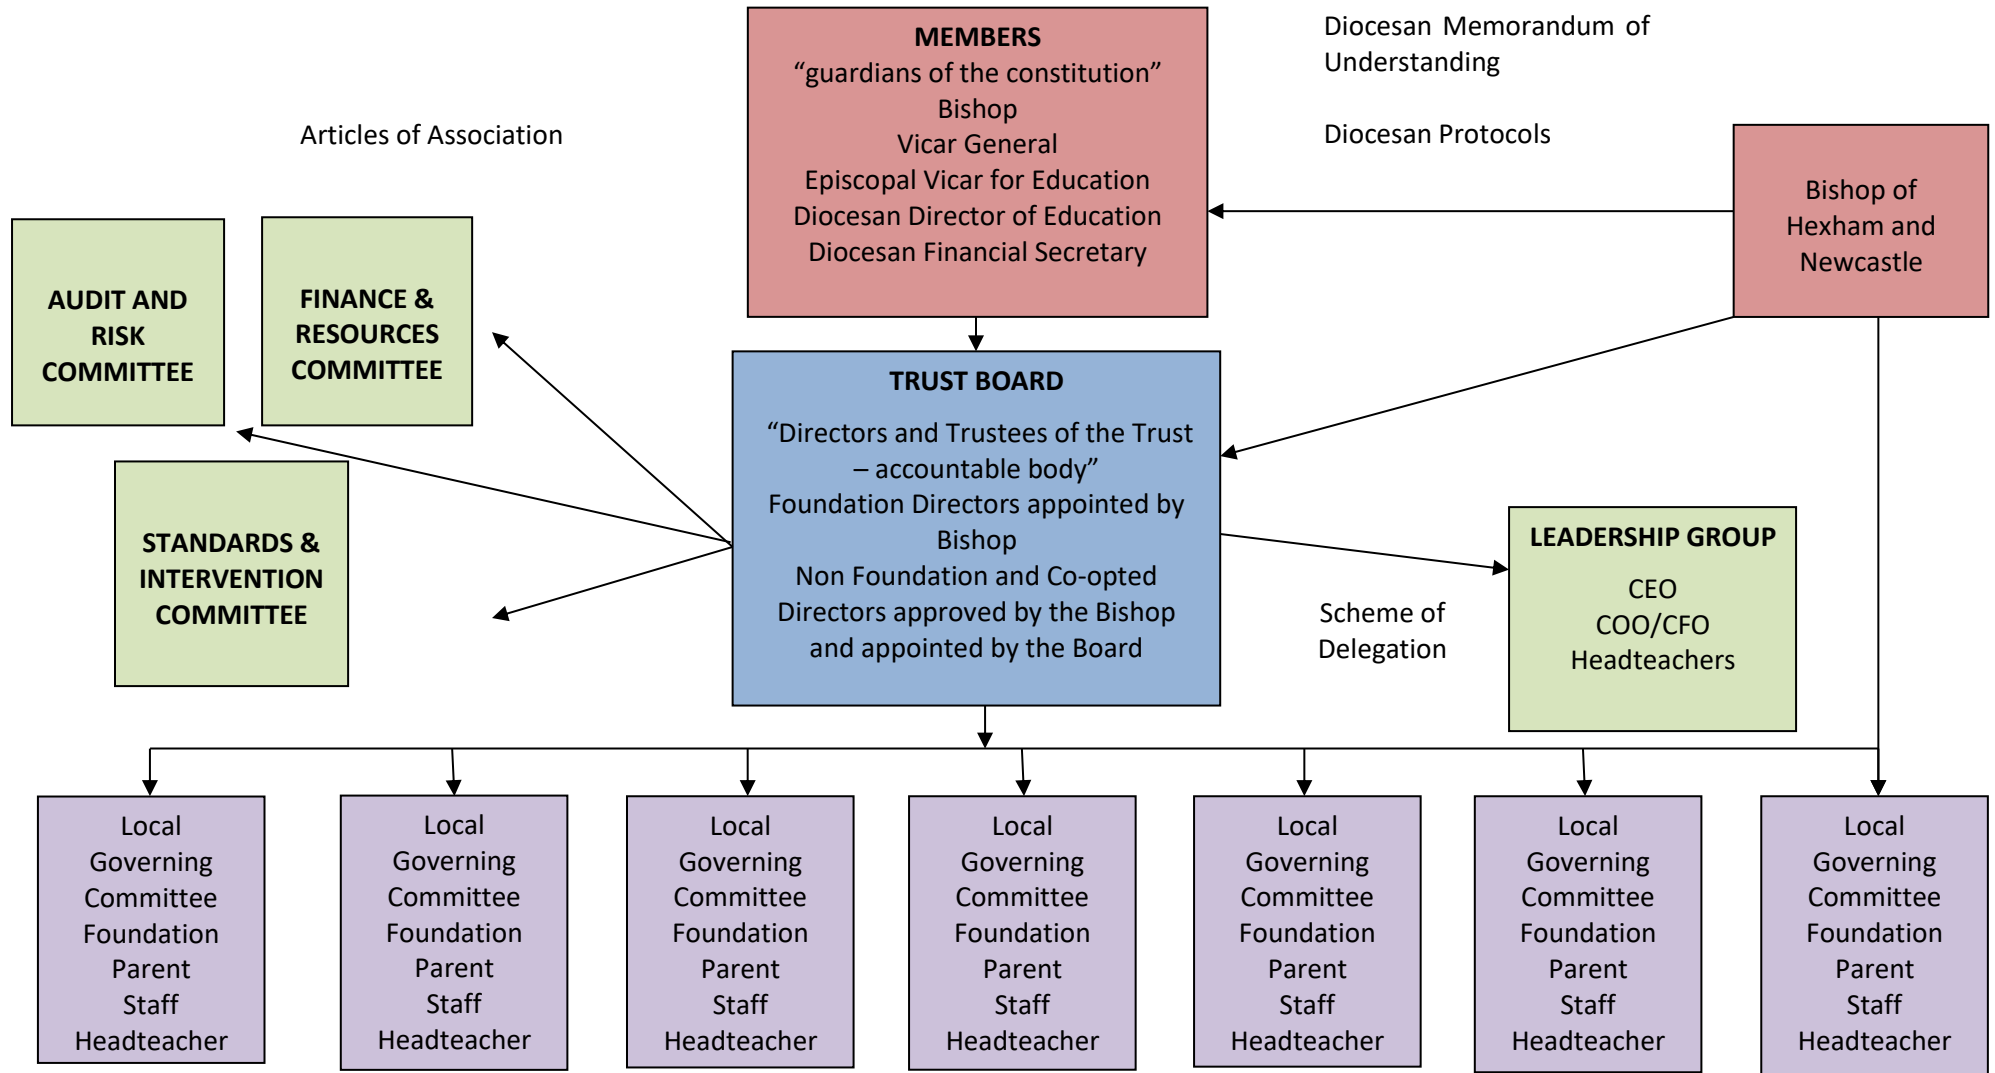 MEMBERS
“guardians of the constitution”
Bishop
Vicar General
Episcopal Vicar for Education
Diocesan Director of Education
Diocesan Financial Secretary
Diocesan Memorandum of
Understanding
Diocesan Protocols
Articles of Association
Bishop of
Hexham and
Newcastle
AUDIT AND
RISK
COMMITTEE
FINANCE &
RESOURCES
COMMITTEE
STANDARDS &
INTERVENTION
COMMITTEE
TRUST BOARD
“Directors and Trustees of the Trust
– accountable body”
Foundation Directors appointed by
Bishop
Non Foundation and Co-opted
Directors approved by the Bishop
and appointed by the Board
Scheme of
Delegation
LEADERSHIP GROUP
CEO
COO/CFO
Headteachers
Local
Governing
Committee
Foundation
Parent
Staff
Headteacher
Local
Governing
Committee
Foundation
Parent
Staff
Headteacher
Local
Governing
Committee
Foundation
Parent
Staff
Headteacher
Local
Governing
Committee
Foundation
Parent
Staff
Headteacher
Local
Governing
Committee
Foundation
Parent
Staff
Headteacher
Local
Governing
Committee
Foundation
Parent
Staff
Headteacher
Local
Governing
Committee
Foundation
Parent
Staff
Headteacher